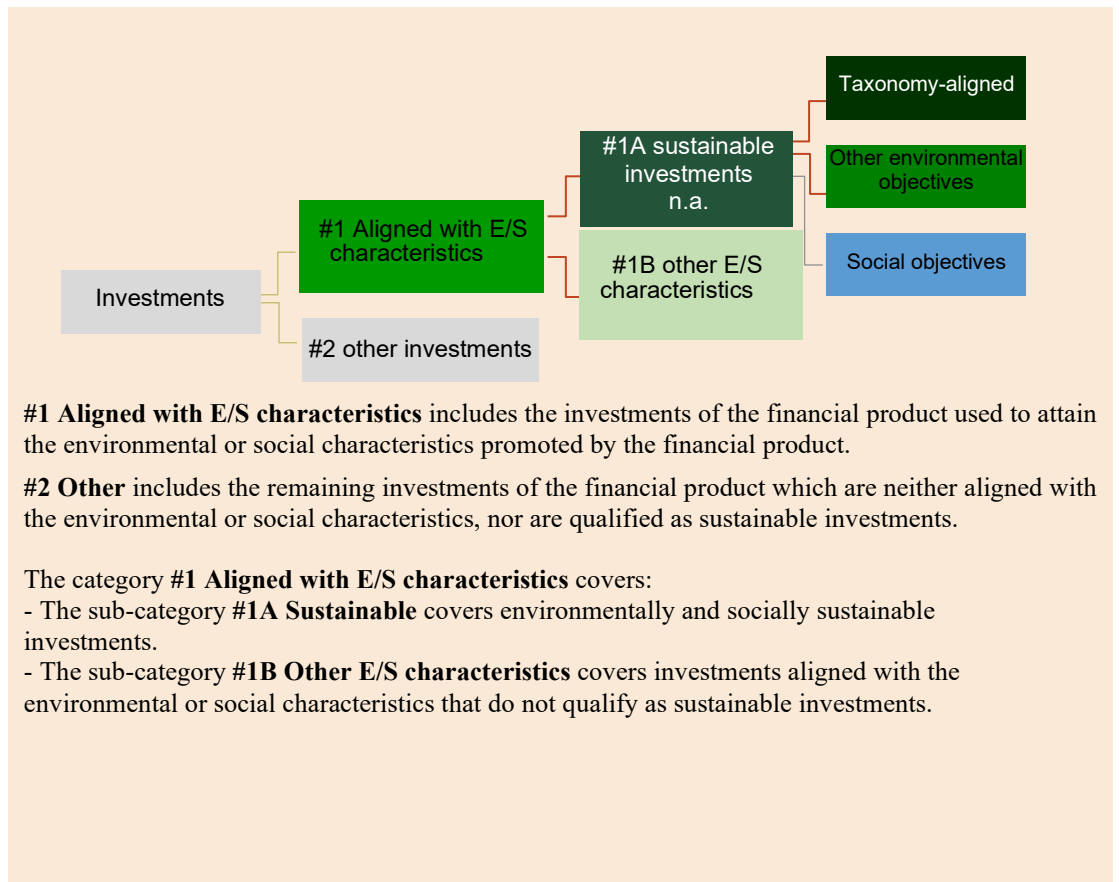 Taxonomy-aligned
#1A sustainable
investments
n.a.
Other environmental
objectives
#1 Aligned with E/S
characteristics
#1B other E/S
characteristics
Social objectives
Investments
#2 other investments
#1 Aligned with E/S characteristics includes the investments of the financial product used to attain
the environmental or social characteristics promoted by the financial product.
#2 Other includes the remaining investments of the financial product which are neither aligned with
the environmental or social characteristics, nor are qualified as sustainable investments.
The category #1 Aligned with E/S characteristics covers:
- The sub-category #1A Sustainable covers environmentally and socially sustainable
investments.
- The sub-category #1B Other E/S characteristics covers investments aligned with the
environmental or social characteristics that do not qualify as sustainable investments.